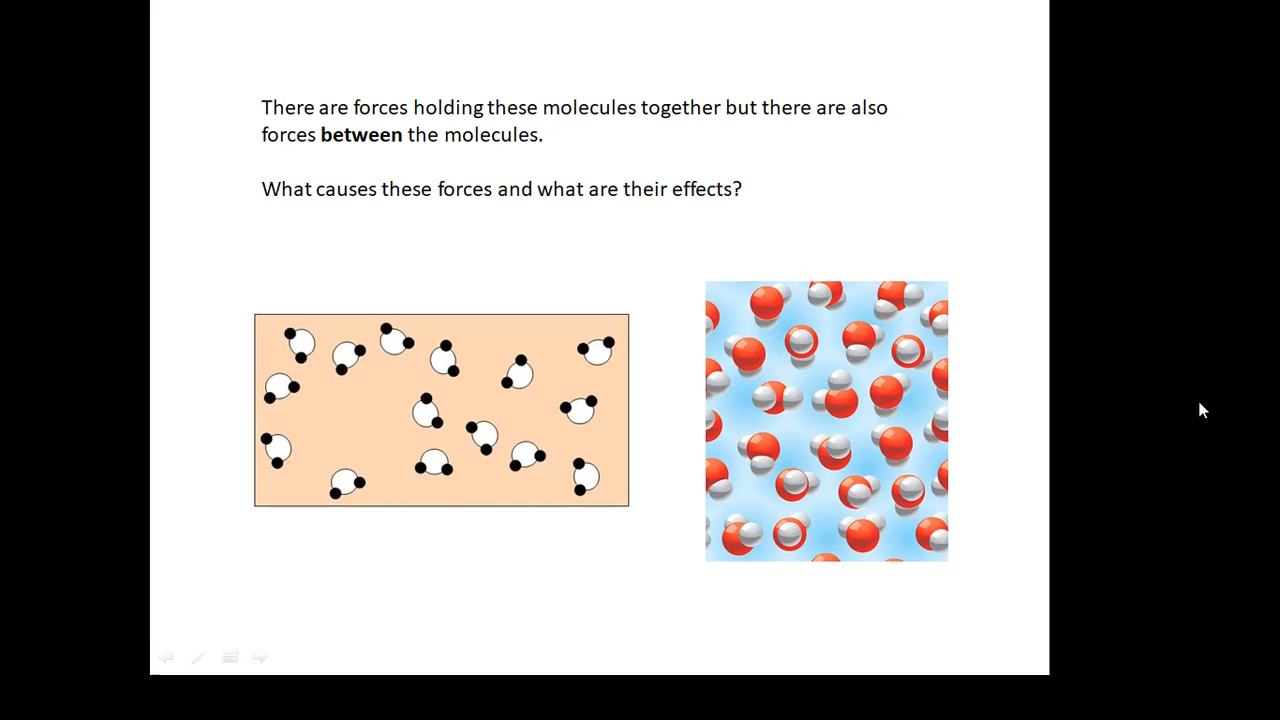 There are forces holding these molecules together but there are also
forces between the molecules.
What causes these forces and what are their effects?